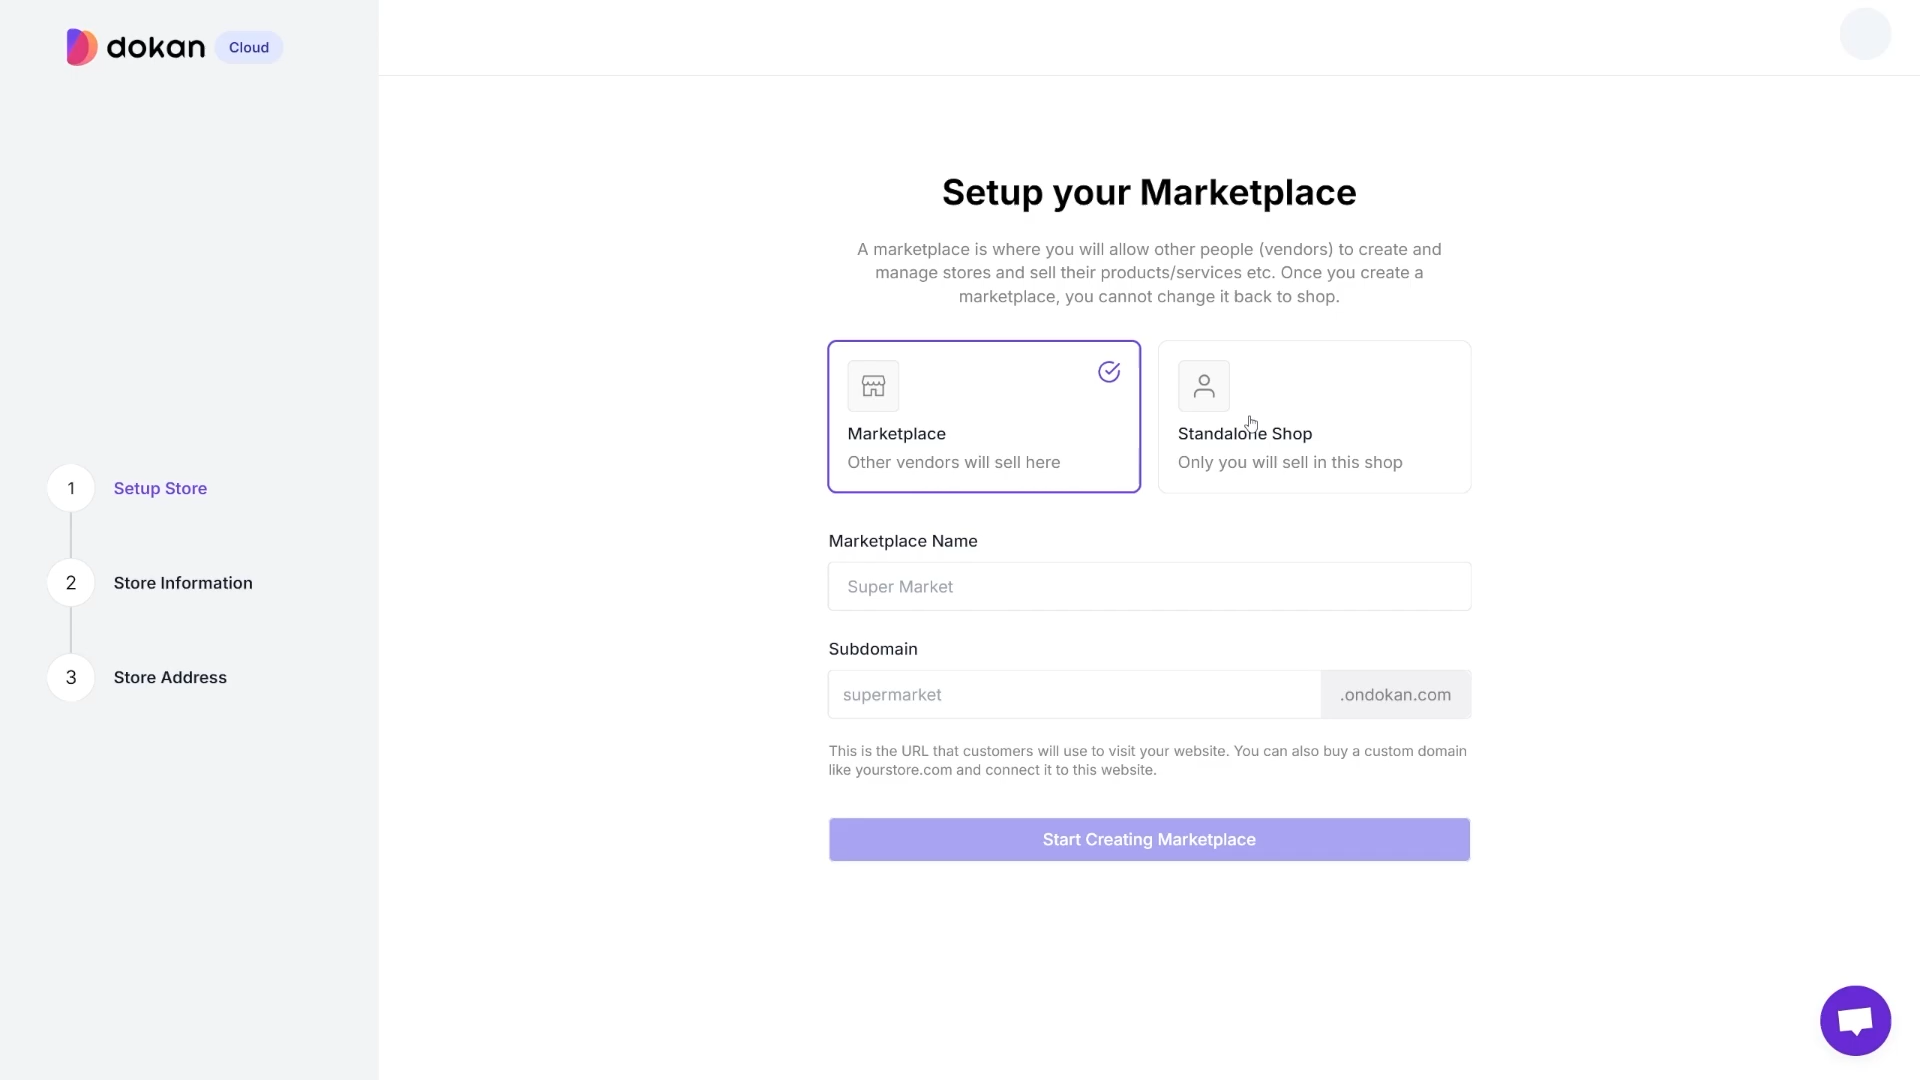 dokan Cloud
Setup your Marketplace
A marketplace is where you will allow other people (vendors) to create and
manage stores and sell their products/services etc. Once you create a
marketplace, you cannot change it back to shop.
Marketplace
Other vendors will sell here
Standalone Shop
Only you will sell in this shop
1 Setup Store
2 Store Information
3 Store Address
Marketplace Name
Super Market
Subdomain
supermarket .ondokan.com
This is the URL that customers will use to visit your website. You can also buy a custom domain
like yourstore.com and connect it to this website.
Start Creating Marketplace